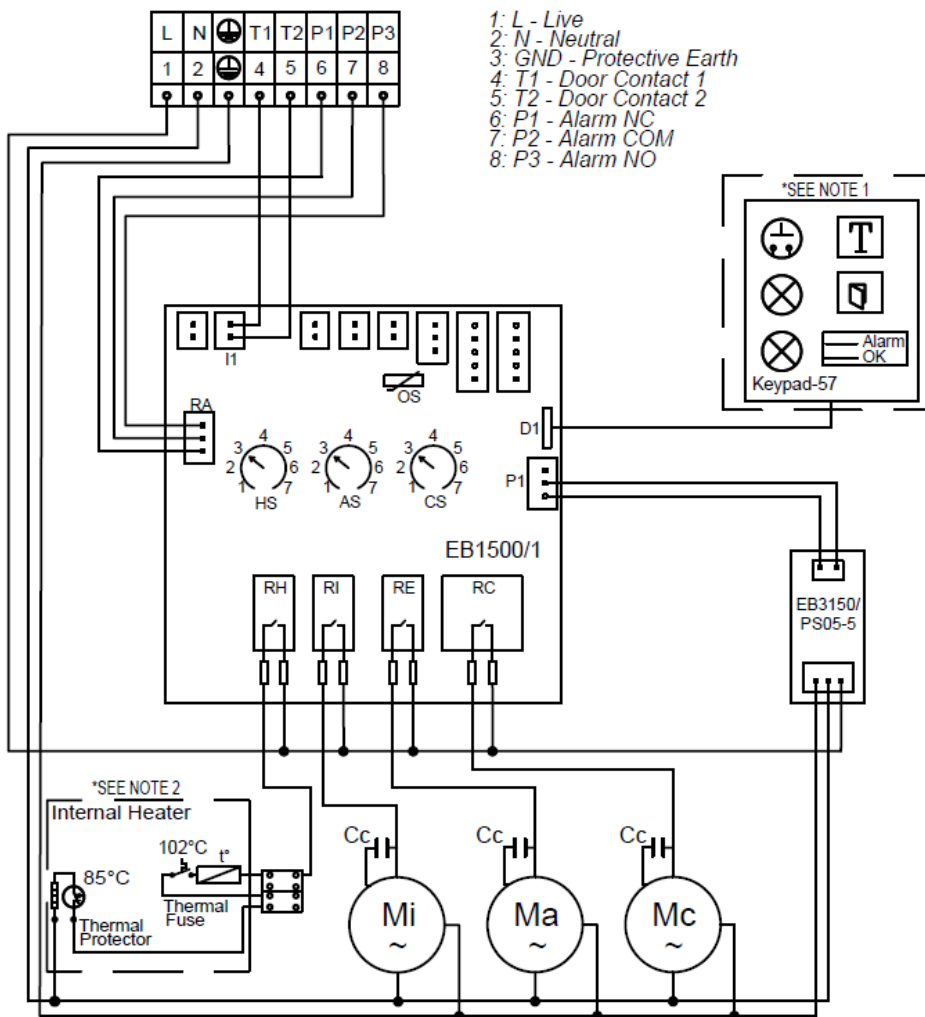 L N T1 T2 P1 P2 P3
1 2 4 5 6 7 8
1: L - Live
2: N - Neutral
3: GND - Protective Earth
4: T1 - Door Contact 1
5: T2 - Door Contact 2
6: P1 - Alarm NC
7: P2 - Alarm COM
8: P3 - Alarm NO
*SEE NOTE 1
T
Alarm
OK
Keypad-57
I1
OS
RA
D1
P1
1 2 3 4 5 6 7
HS
1 2 3 4 5 6 7
AS
1 2 3 4 5 6 7
CS
EB1500/1
RH RI RE RC
EB3150/
PS05-5
*SEE NOTE 2
Internal Heater
102°C
t°
85°C
Thermal
Fuse
Thermal
Protector
Cc Cc Cc
Mi Ma Mc
~ ~ ~